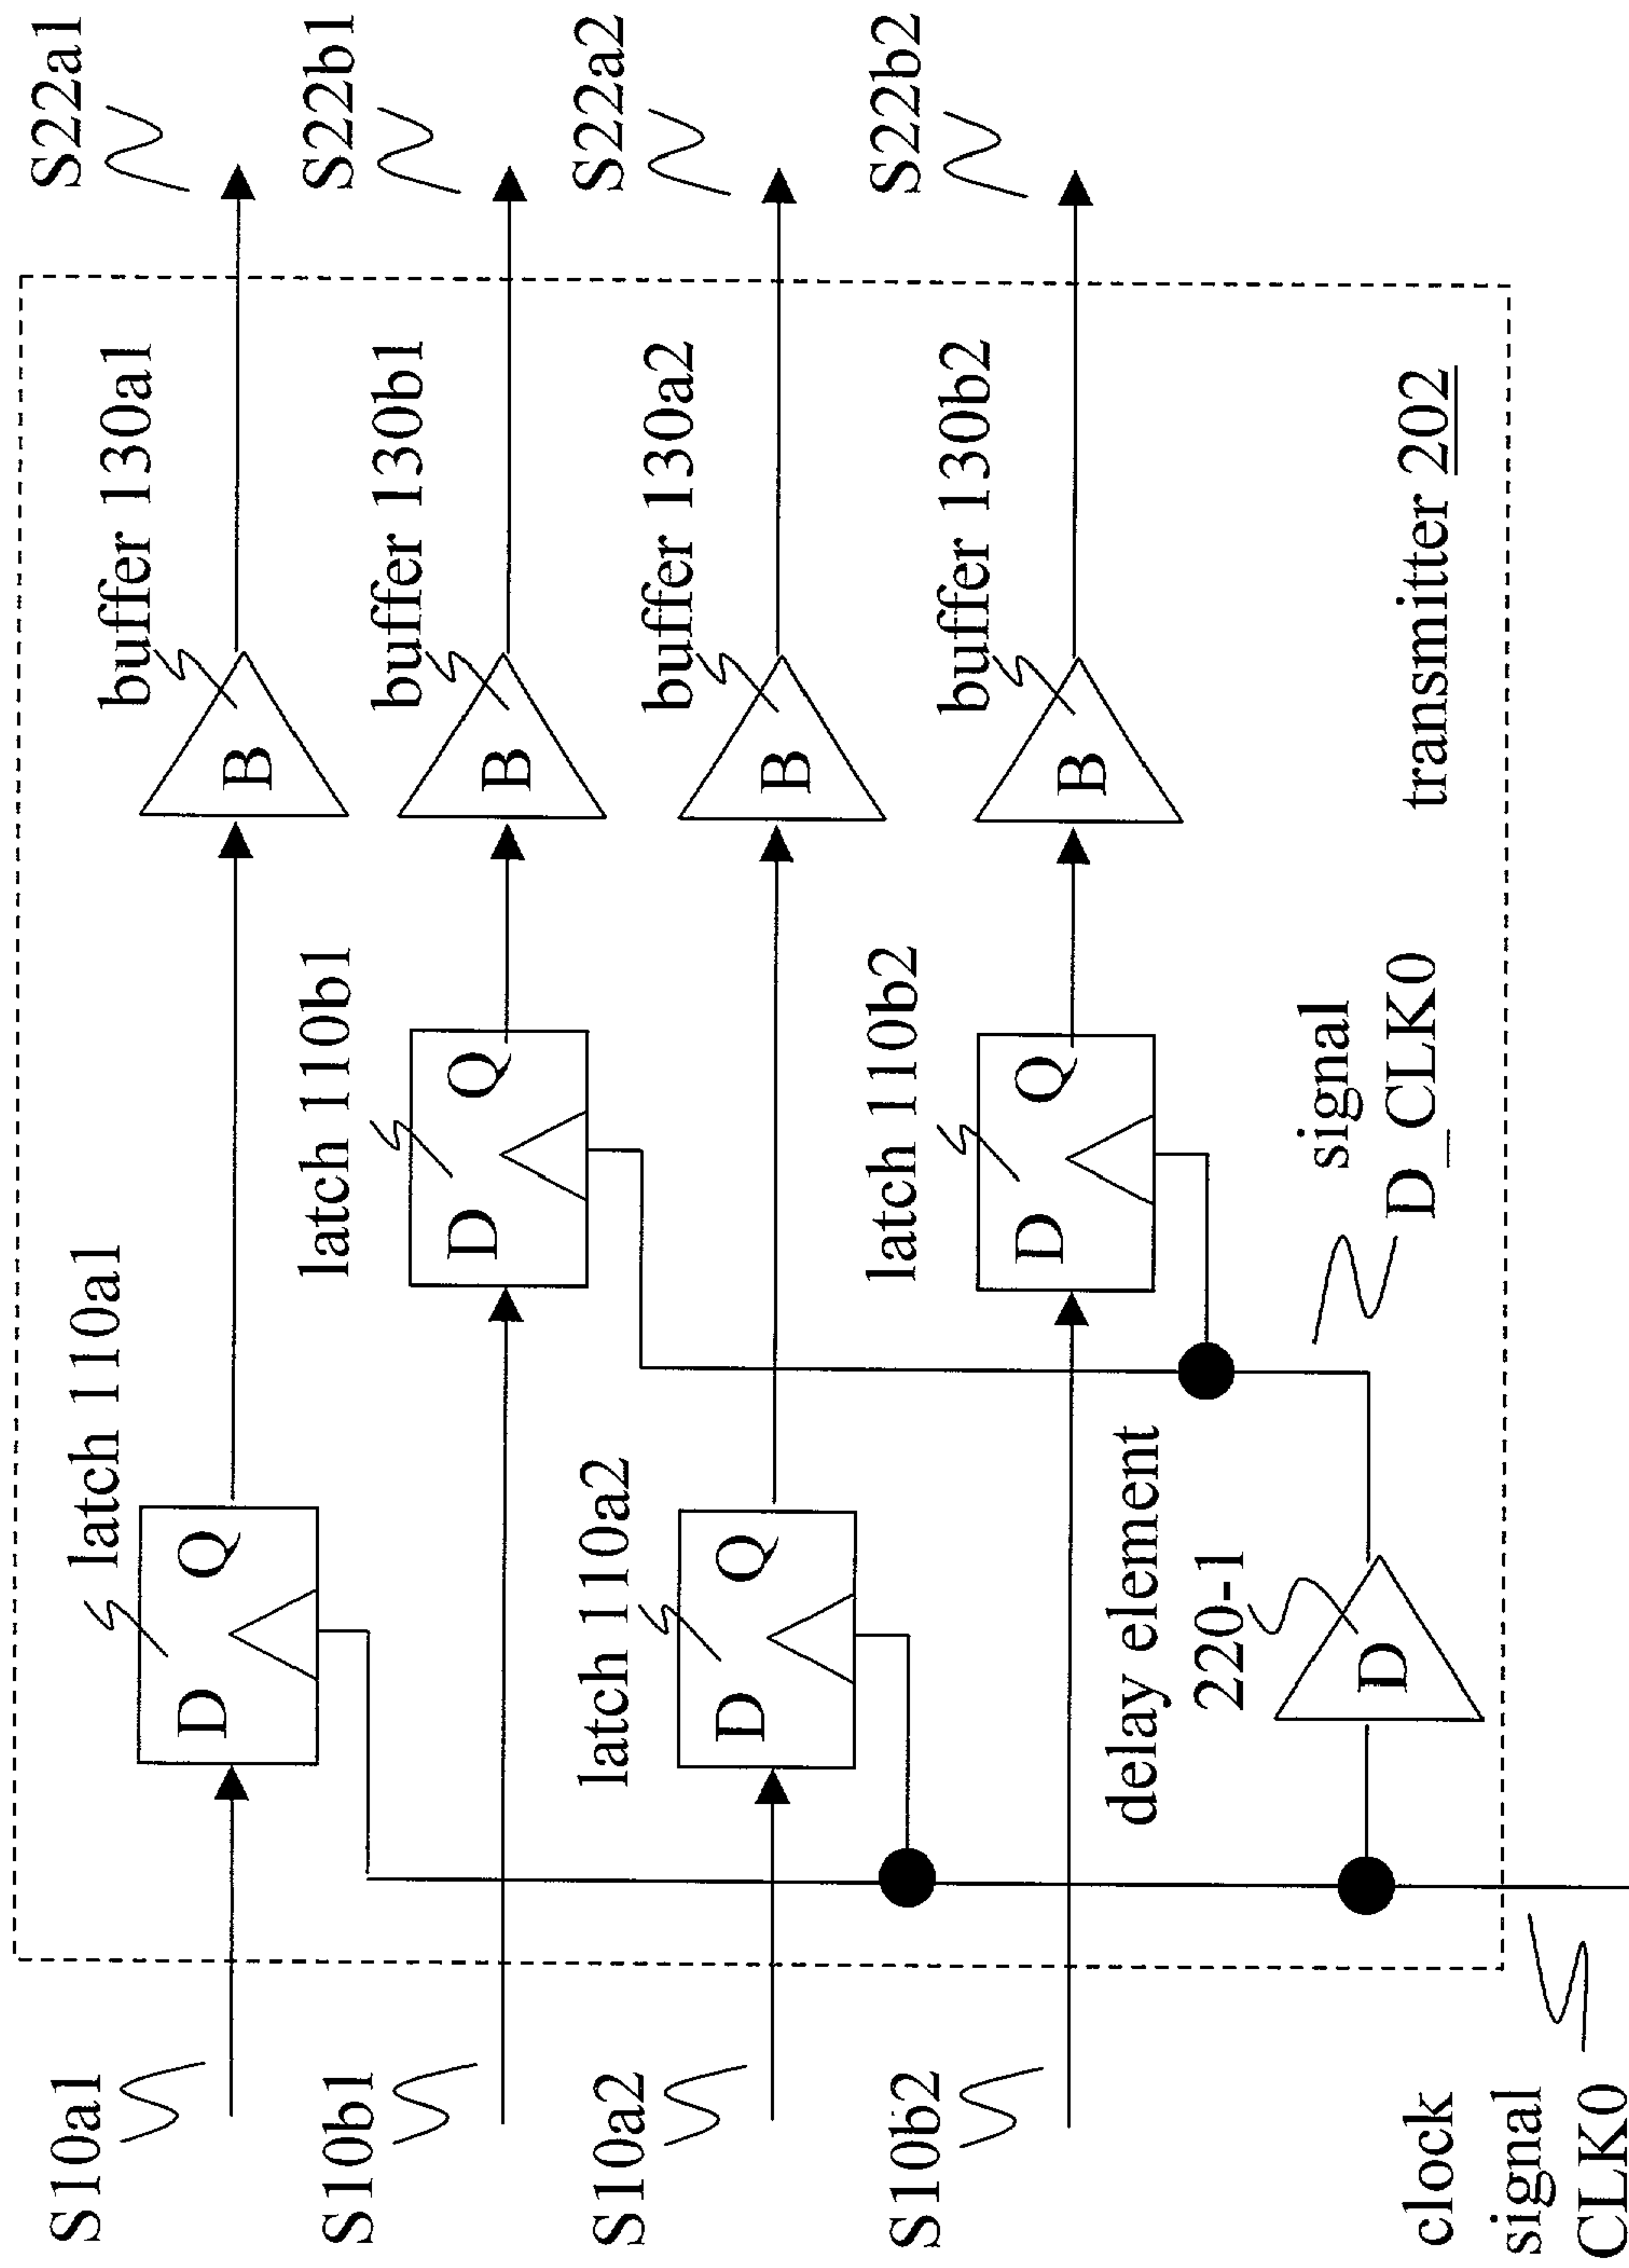 S10a1
latch 110a1
D
Q
buffer 130a1
B
S22a1
S10b1
latch 110b1
D
Q
buffer 130b1
B
S22b1
S10a2
latch 110a2
D
Q
buffer 130a2
B
S22a2
S10b2
latch 110b2
D
Q
buffer 130b2
B
S22b2
delay element
220-1
D
signal
D_CLK0
transmitter 202
clock
signal
CLK0